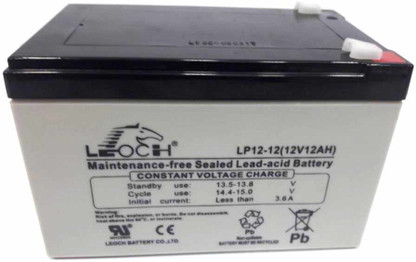 LEOCH
LP12-12(12V12AH)
Maintenance-free Sealed Lead-acid Battery
CONSTANT VOLTAGE CHARGE
Standby use: 13.5-13.8 V
Cycle use: 14.4-15.0 V
Initial current: Less than 3.6A
LEOCH BATTERY CO.,LTD.
Pb
Pb